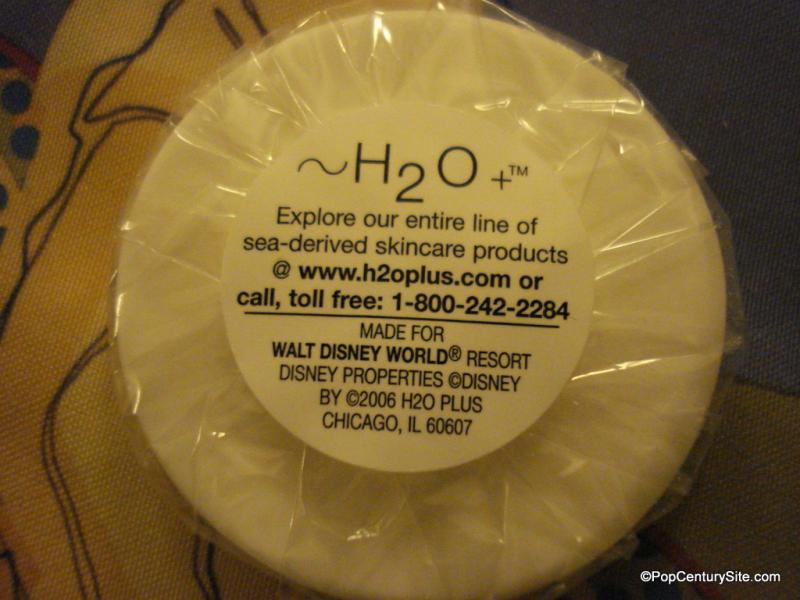 ~H2O+™
Explore our entire line of
sea-derived skincare products
@ www.h2oplus.com or
call, toll free: 1-800-242-2284
MADE FOR
WALT DISNEY WORLD® RESORT
DISNEY PROPERTIES ©DISNEY
BY ©2006 H2O PLUS
CHICAGO, IL 60607
©PopCenturySite.com